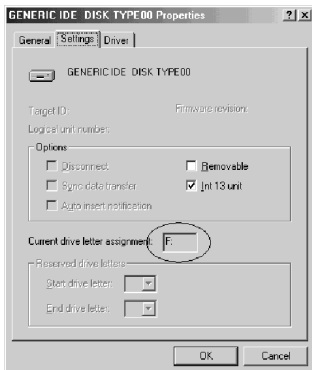 GENERIC IDE DISK TYPE00 Properties
General Settings Driver
GENERIC IDE DISK TYPE00
Target ID: Firmware revision:
Logical unit number:
Options
Disconnect Removable
Sync data transfer Int 13 unit
Auto insert notification
Current drive letter assignment: F:
Reserved drive letters
Start drive letter:
End drive letter:
OK Cancel